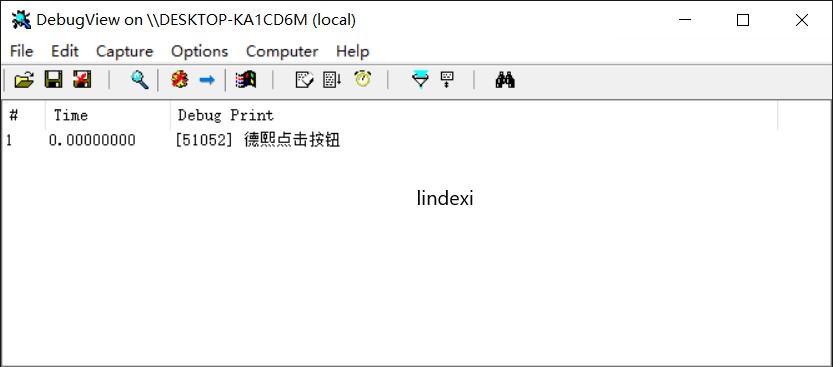 DebugView on \\DESKTOP-KA1CD6M (local)
File Edit Capture Options Computer Help
# Time Debug Print
1 0.00000000 [51052] 德熙点击按钮
lindexi